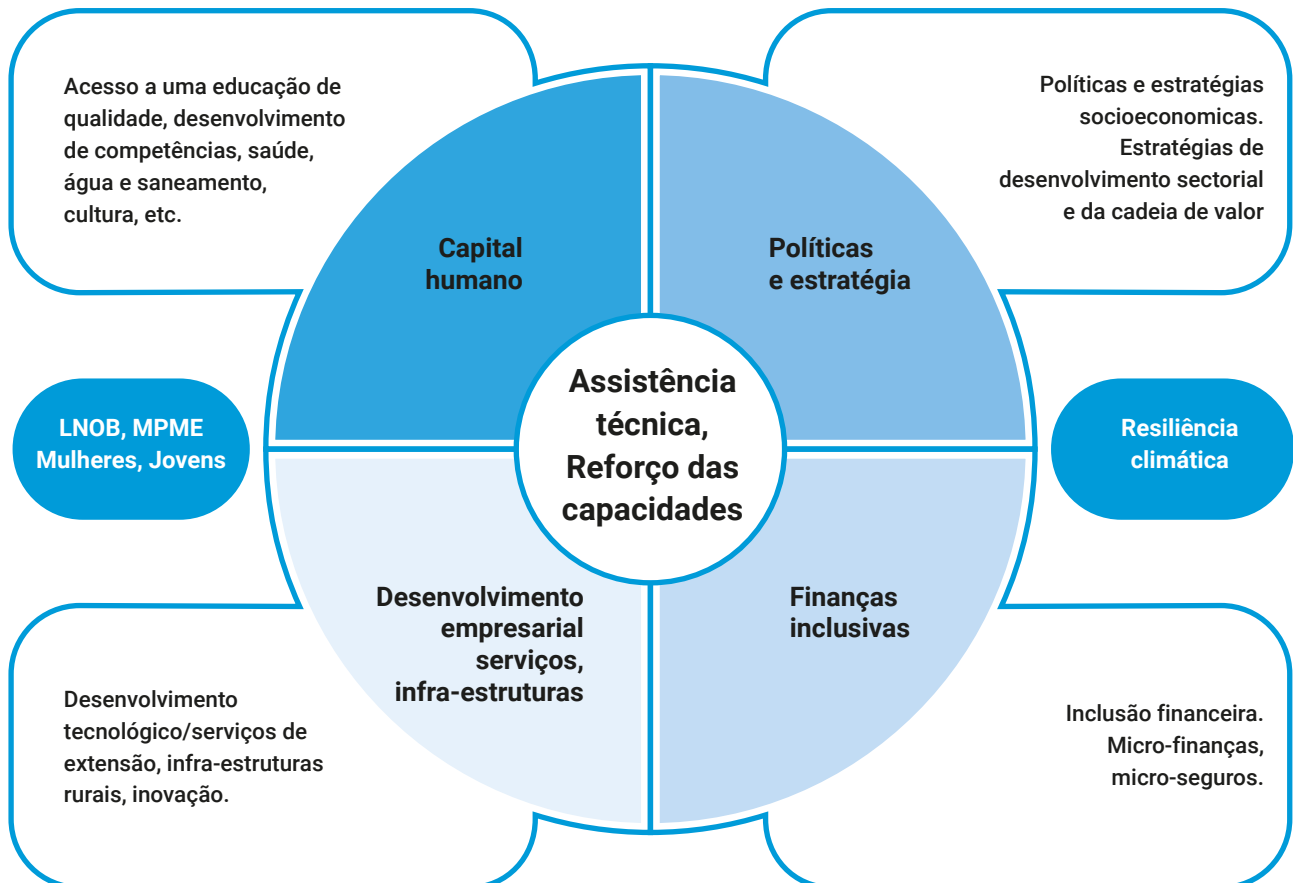 Acesso a uma educação de
qualidade, desenvolvimento
de competências, saúde,
água e saneamento,
cultura, etc.
Políticas e estratégias
socioeconomicas.
Estratégias de
desenvolvimento sectorial
e da cadeia de valor
Capital
humano
Políticas
e estratégia
Assistência
técnica,
Reforço das
capacidades
LNOB, MPME
Mulheres, Jovens
Resiliência
climática
Desenvolvimento
empresarial
serviços,
infra-estruturas
Finanças
inclusivas
Desenvolvimento
tecnológico/serviços de
extensão, infra-estruturas
rurais, inovação.
Inclusão financeira.
Micro-finanças,
micro-seguros.